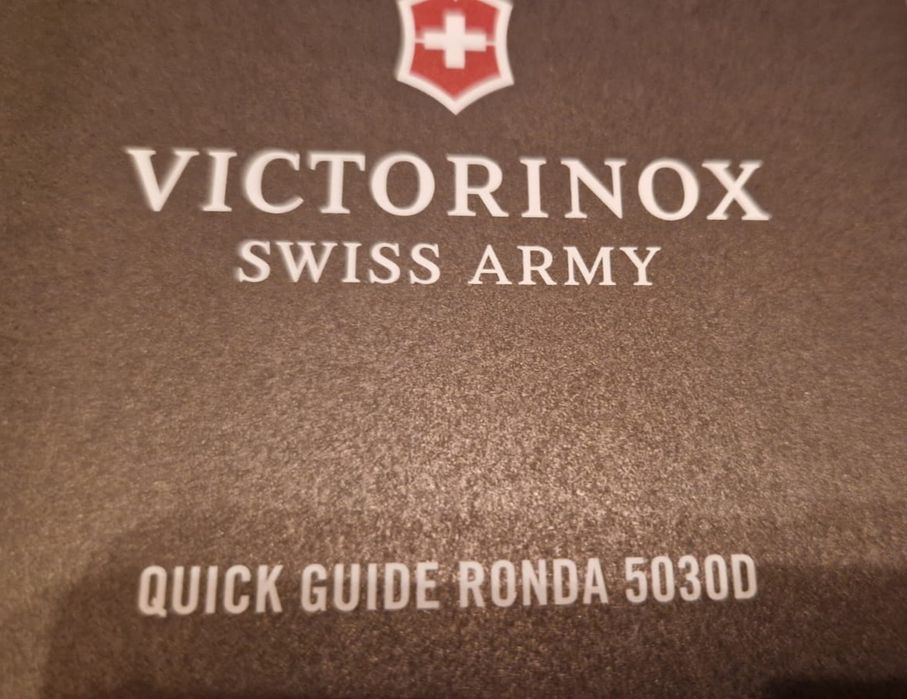 VICTORINOX
SWISS ARMY
QUICK GUIDE RONDA 5030D